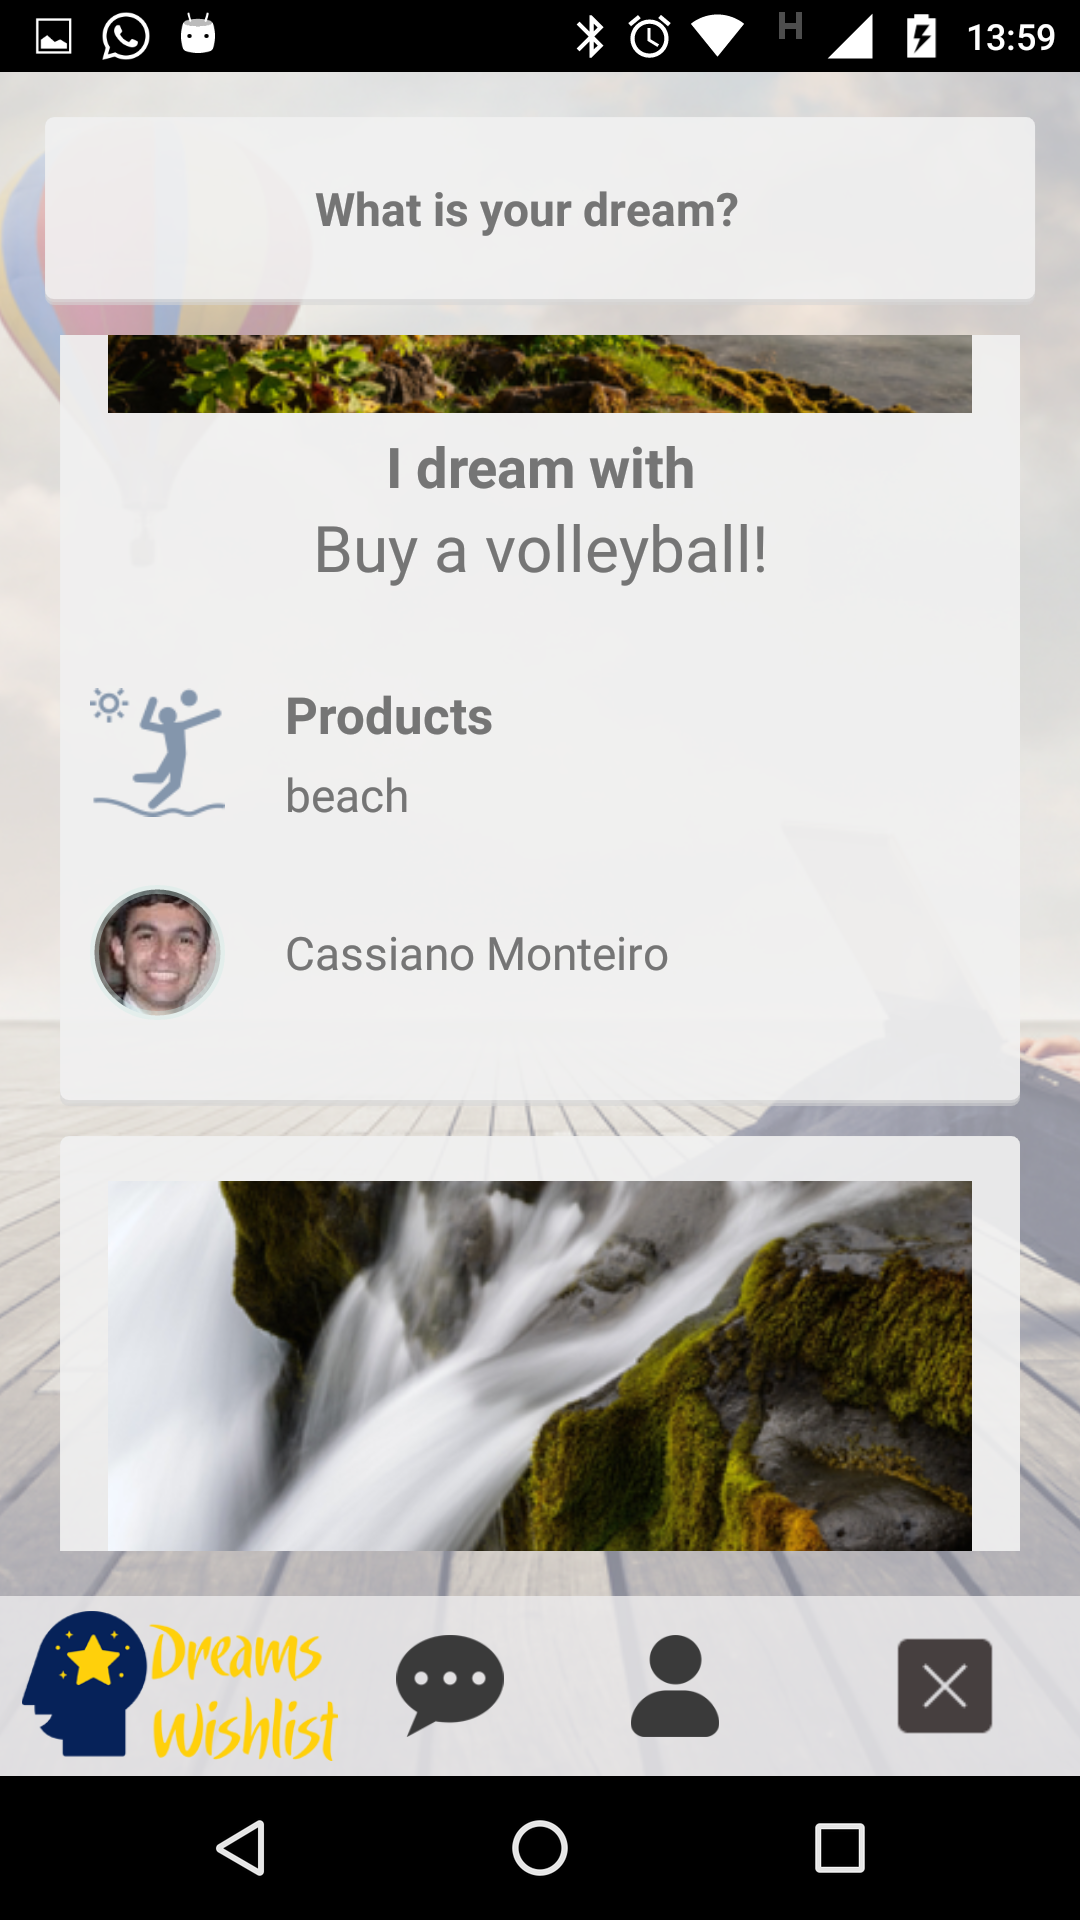 H
13:59
What is your dream?
I dream with
Buy a volleyball!
Products
beach
Cassiano Monteiro
Dreams
Wishlist